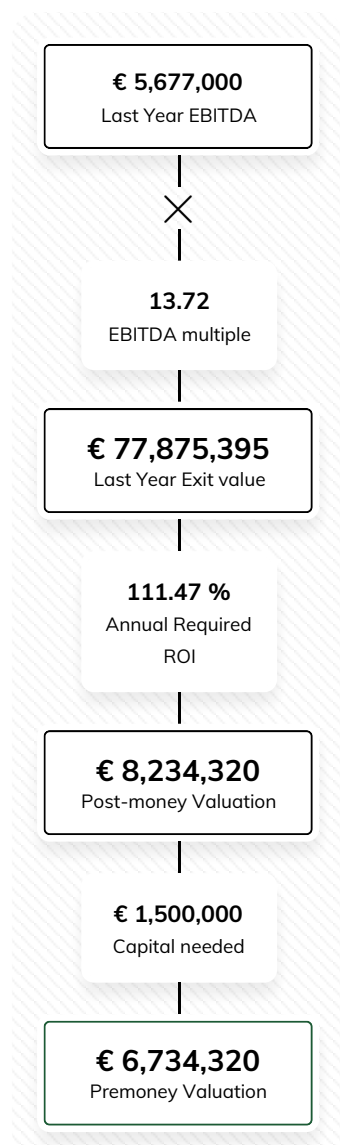 € 5,677,000
Last Year EBITDA
13.72
EBITDA multiple
€ 77,875,395
Last Year Exit value
111.47 %
Annual Required
ROI
€ 8,234,320
Post-money Valuation
€ 1,500,000
Capital needed
€ 6,734,320
Premoney Valuation